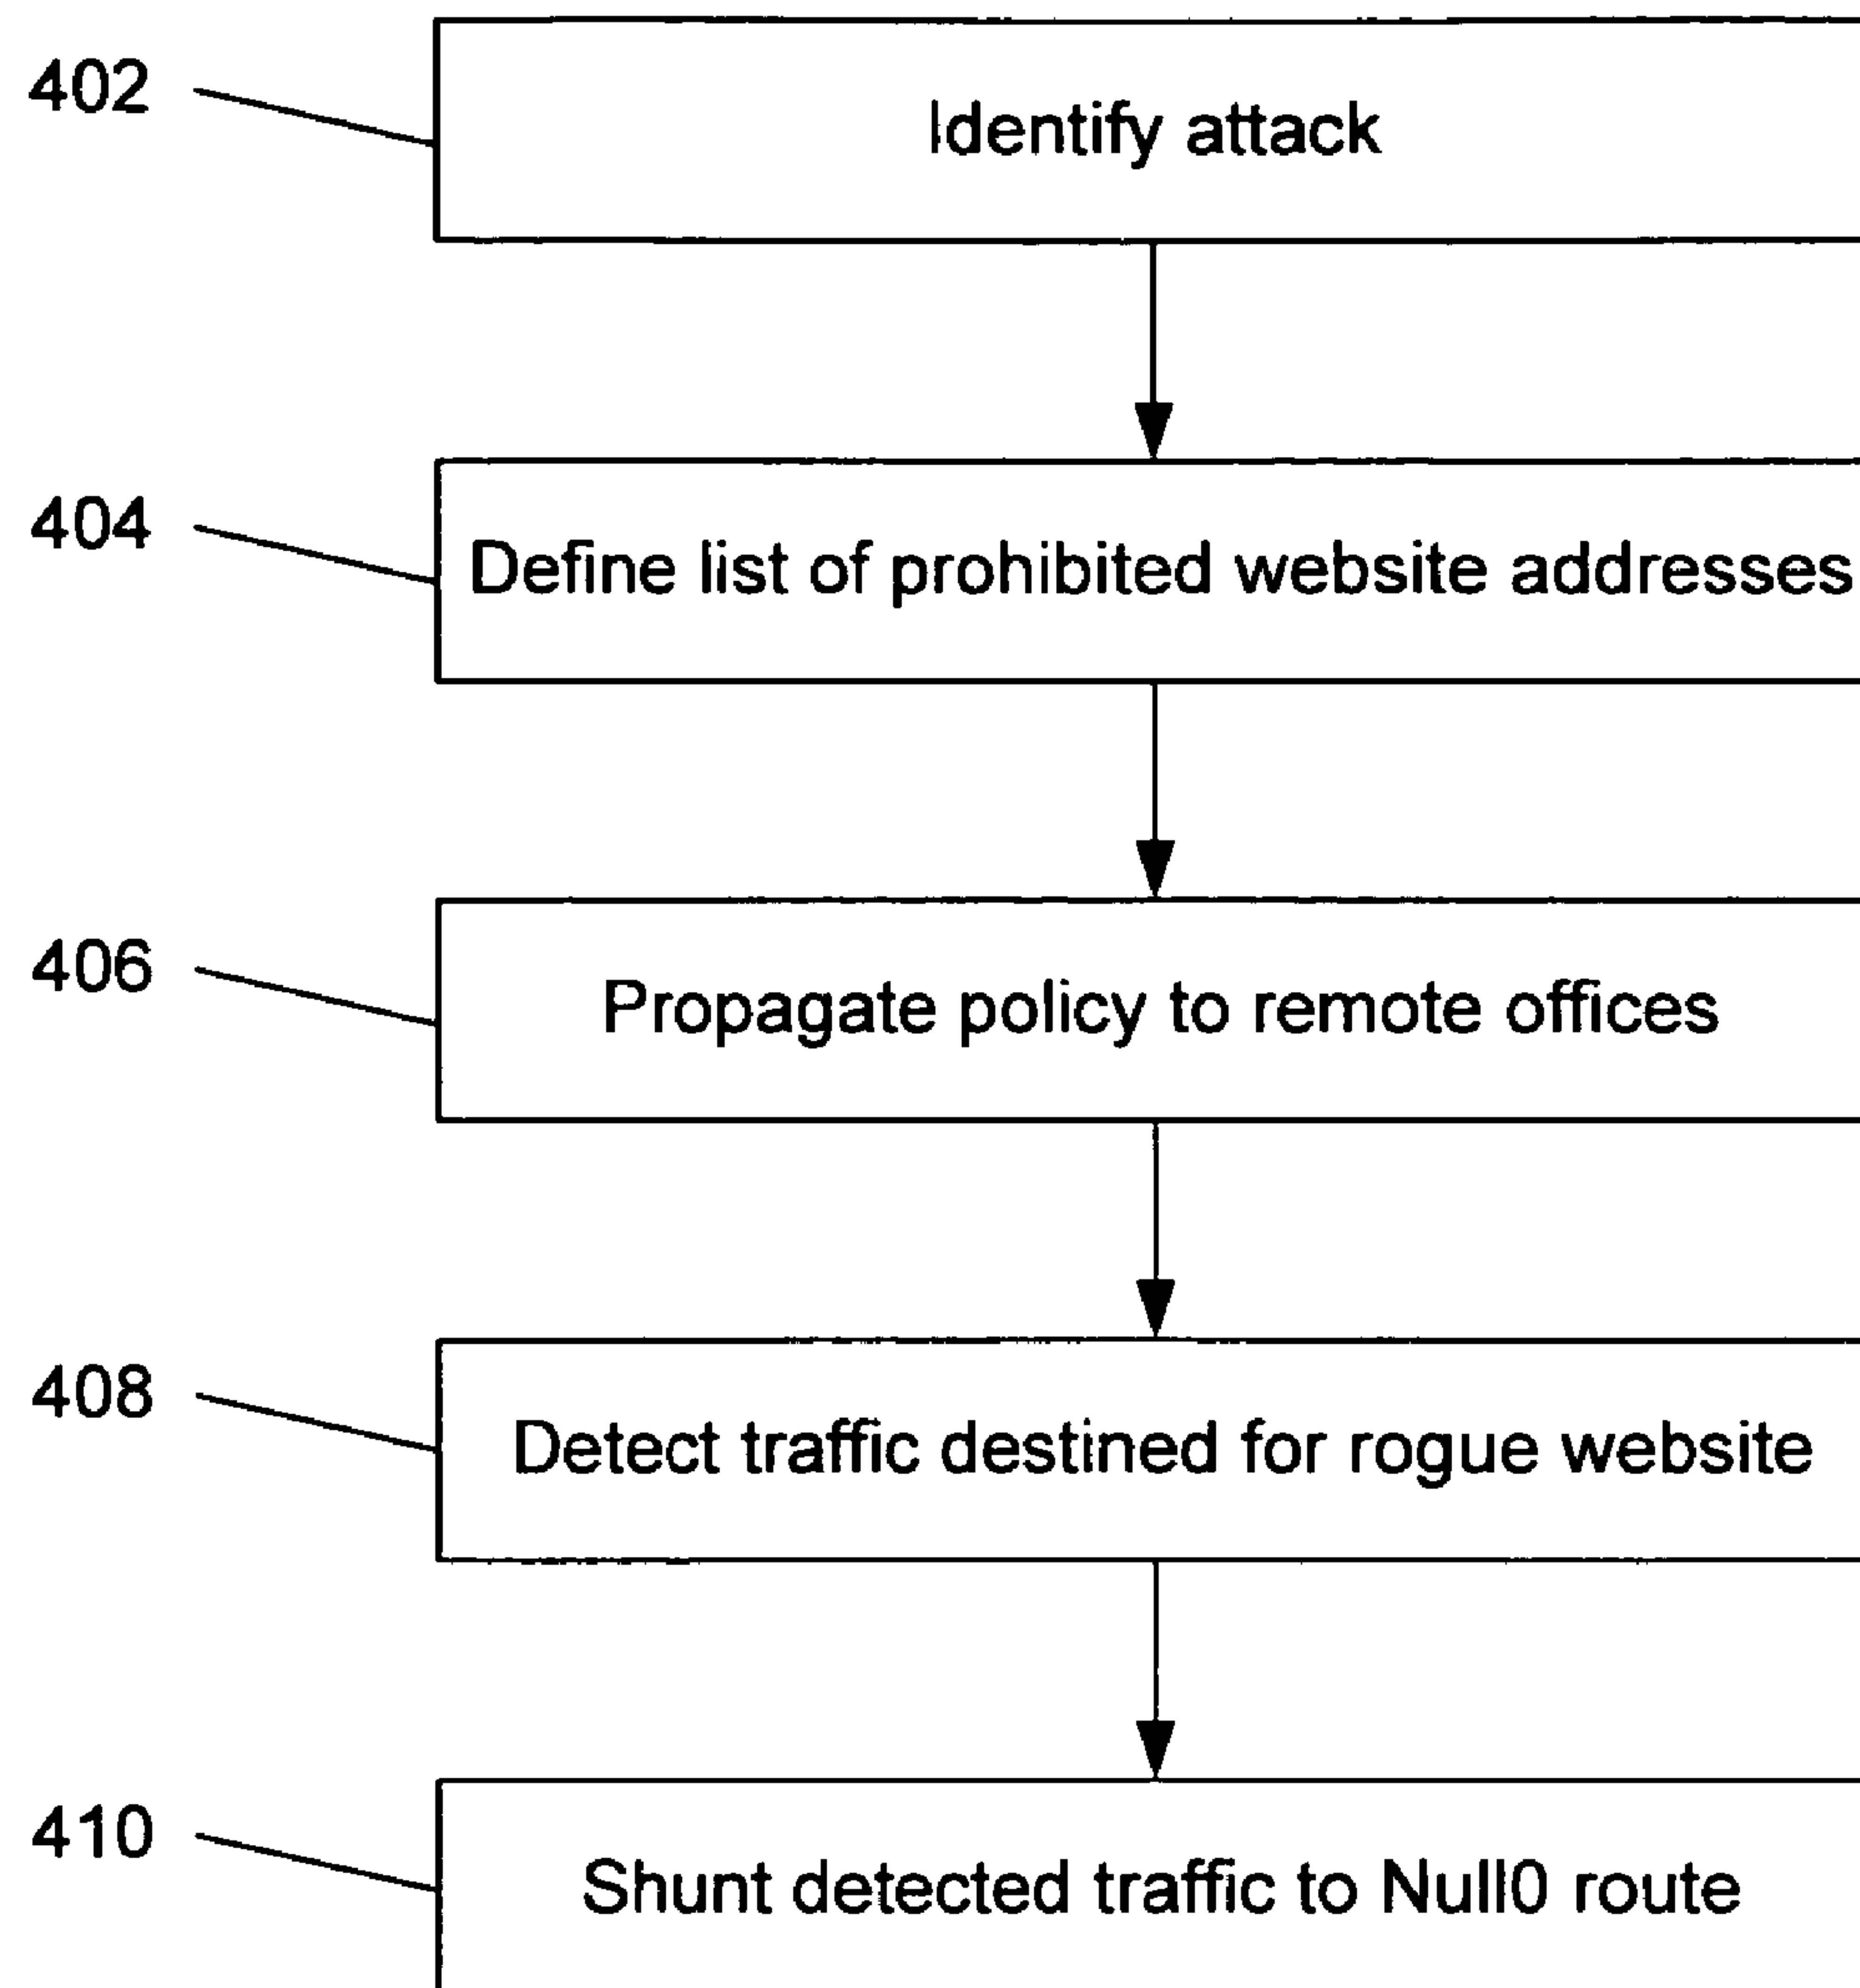 402
Identify attack
404
Define list of prohibited website addresses
406
Propagate policy to remote offices
408
Detect traffic destined for rogue website
410
Shunt detected traffic to Null0 route